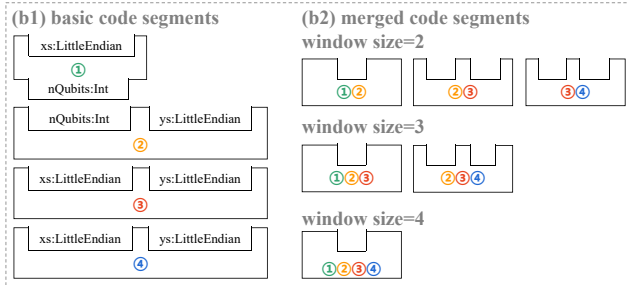 (b1) basic code segments
xs:LittleEndian
①
nQubits:Int
nQubits:Int ys:LittleEndian
②
xs:LittleEndian ys:LittleEndian
③
xs:LittleEndian ys:LittleEndian
④
(b2) merged code segments
window size=2
①② ②③ ③④
window size=3
①②③ ②③④
window size=4
①②③④